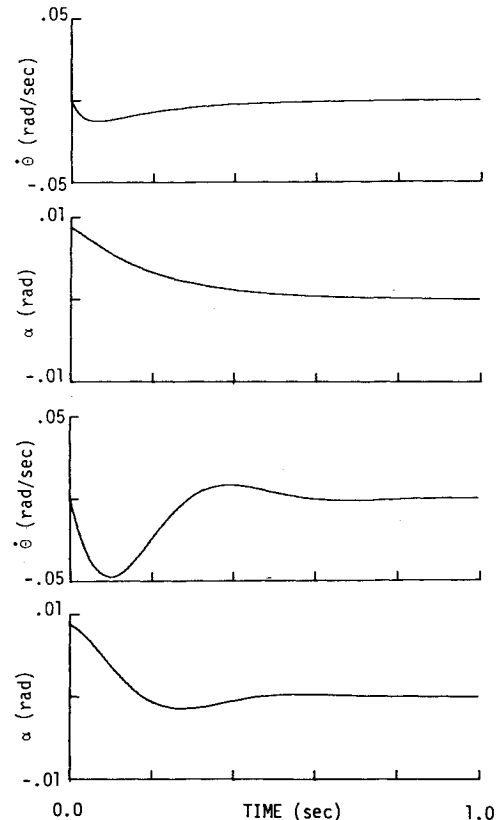 .05
Θ̇ (rad/sec)
-.05
.01
α (rad)
-.01
.05
Θ̇ (rad/sec)
-.05
.01
α (rad)
-.01
0.0 TIME (sec) 1.0